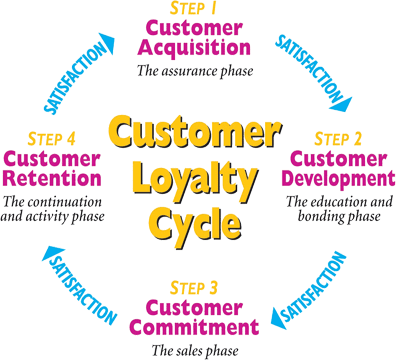 STEP 1
Customer
Acquisition
The assurance phase
SATISFACTION
STEP 2
Customer
Development
The education and
bonding phase
SATISFACTION
STEP 3
Customer
Commitment
The sales phase
SATISFACTION
STEP 4
Customer
Retention
The continuation
and activity phase
SATISFACTION
Customer
Loyalty
Cycle